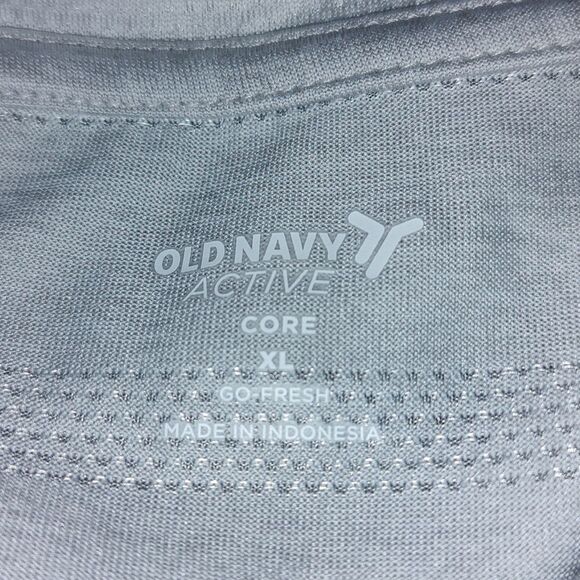 OLD NAVY
ACTIVE
CORE
XL
GO-FRESH
MADE IN INDONESIA